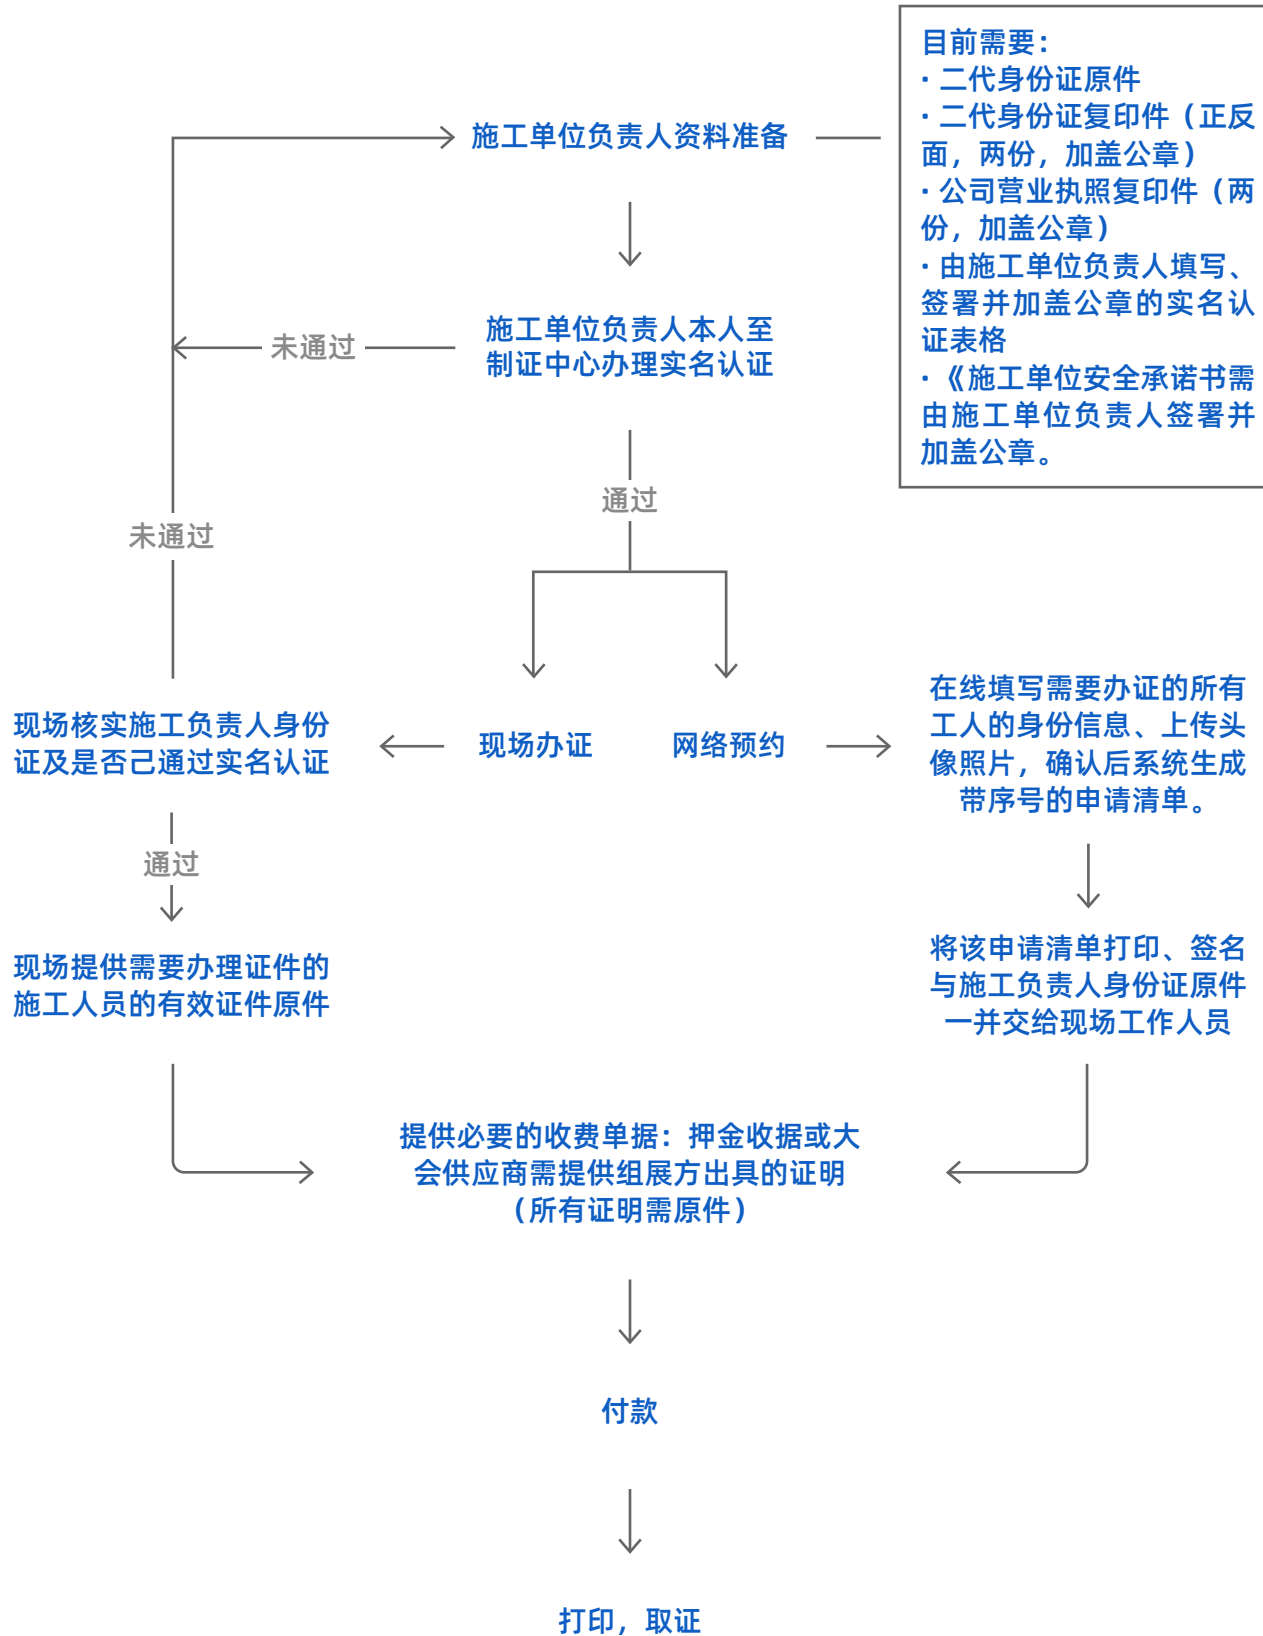 目前需要：
· 二代身份证原件
· 二代身份证复印件（正反
面，两份，加盖公章）
· 公司营业执照复印件（两
份，加盖公章）
· 由施工单位负责人填写、
签署并加盖公章的实名认
证表格
· 《施工单位安全承诺书需
由施工单位负责人签署并
加盖公章。
施工单位负责人资料准备
施工单位负责人本人至
制证中心办理实名认证
未通过
通过
未通过
现场办证
网络预约
现场核实施工负责人身份
证及是否己通过实名认证
通过
现场提供需要办理证件的
施工人员的有效证件原件
在线填写需要办证的所有
工人的身份信息、上传头
像照片，确认后系统生成
带序号的申请清单。
将该申请清单打印、签名
与施工负责人身份证原件
一并交给现场工作人员
提供必要的收费单据：押金收据或大
会供应商需提供组展方出具的证明
（所有证明需原件）
付款
打印，取证